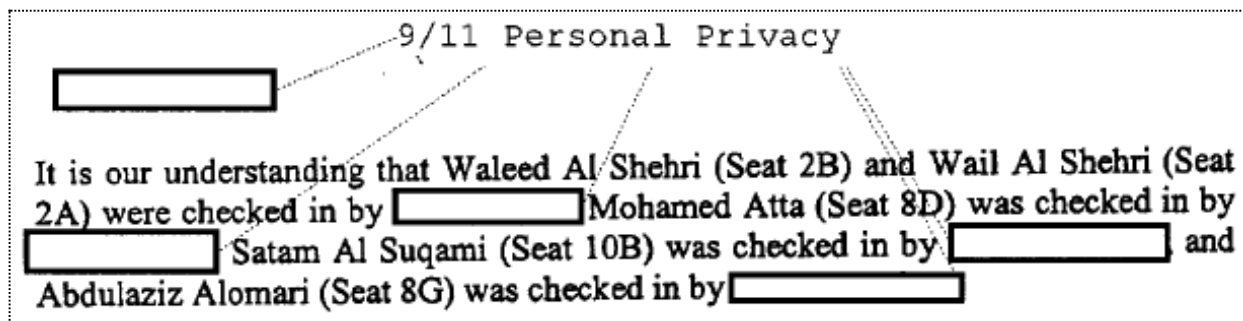 9/11 Personal Privacy
It is our understanding that Waleed Al Shehri (Seat 2B) and Wail Al Shehri (Seat
2A) were checked in by Mohamed Atta (Seat 8D) was checked in by
Satam Al Suqami (Seat 10B) was checked in by , and
Abdulaziz Alomari (Seat 8G) was checked in by